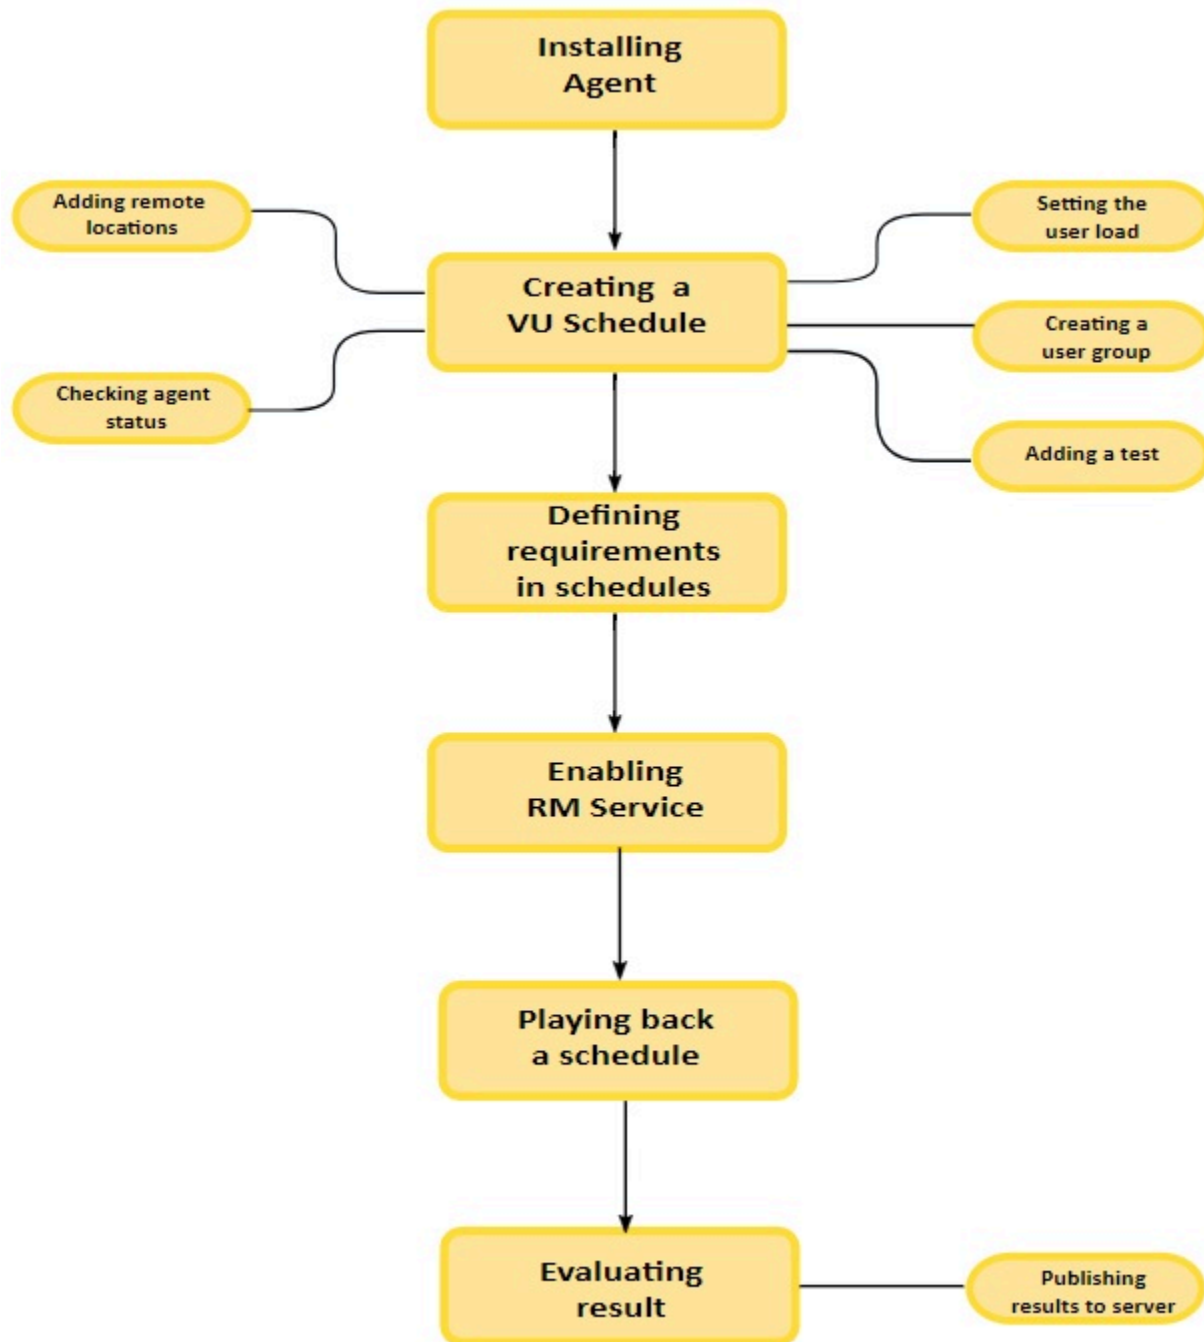 Installing
Agent
Adding remote
locations
Setting the
user load
Creating a
VU Schedule
Creating a
user group
Checking agent
status
Adding a test
Defining
requirements
in schedules
Enabling
RM Service
Playing back
a schedule
Evaluating
result
Publishing
results to server